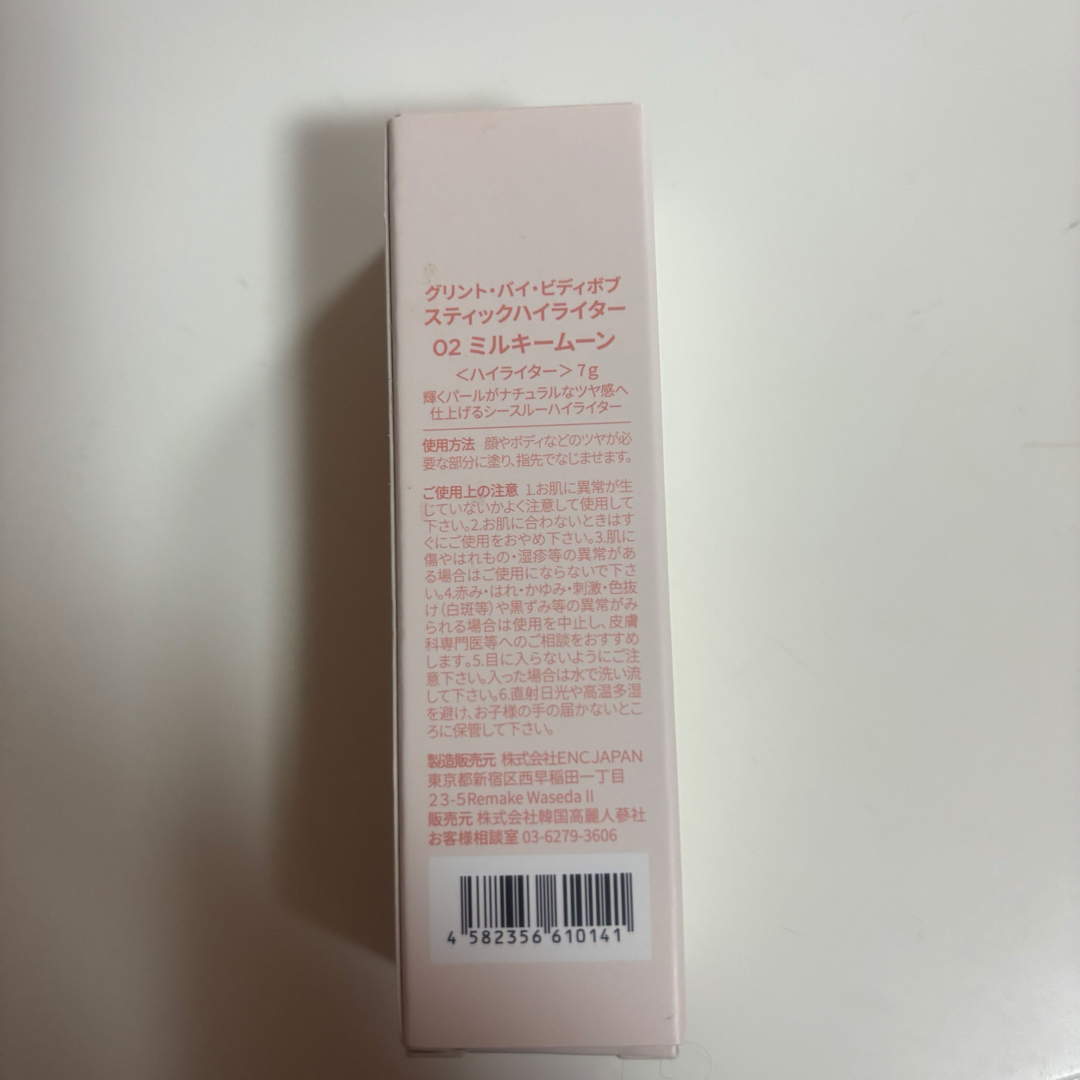 グリント・バイ・ビディボブ
スティックハイライター
02 ミルキームーン
＜ハイライター＞ 7g
輝くパールがナチュラルなツヤ感へ
仕上げるシースルーハイライター
使用方法 顔やボディなどのツヤが必
要な部分に塗り、指先でなじませます。
ご使用上の注意 1.お肌に異常が生
じていないかよく注意して使用して
下さい。2.お肌に合わないときはす
ぐにご使用をおやめ下さい。3.肌に
傷やはれもの・湿疹等の異常があ
る場合はご使用にならないで下さ
い。4.赤み・はれ・かゆみ・刺激・色抜
け（白斑等）や黒ずみ等の異常がみ
られる場合は使用を中止し、皮膚
科専門医等へのご相談をおすすめ
します。5.目に入らないようにご注
意下さい。入った場合は水で洗い流
して下さい。6.直射日光や高温多湿
を避け、お子様の手の届かないとこ
ろに保管して下さい。
製造販売元 株式会社ENC JAPAN
東京都新宿区西早稲田一丁目
23-5Remake Waseda II
販売元 株式会社韓国高麗人蔘社
お客様相談室 03-6279-3606
4 582356 610141